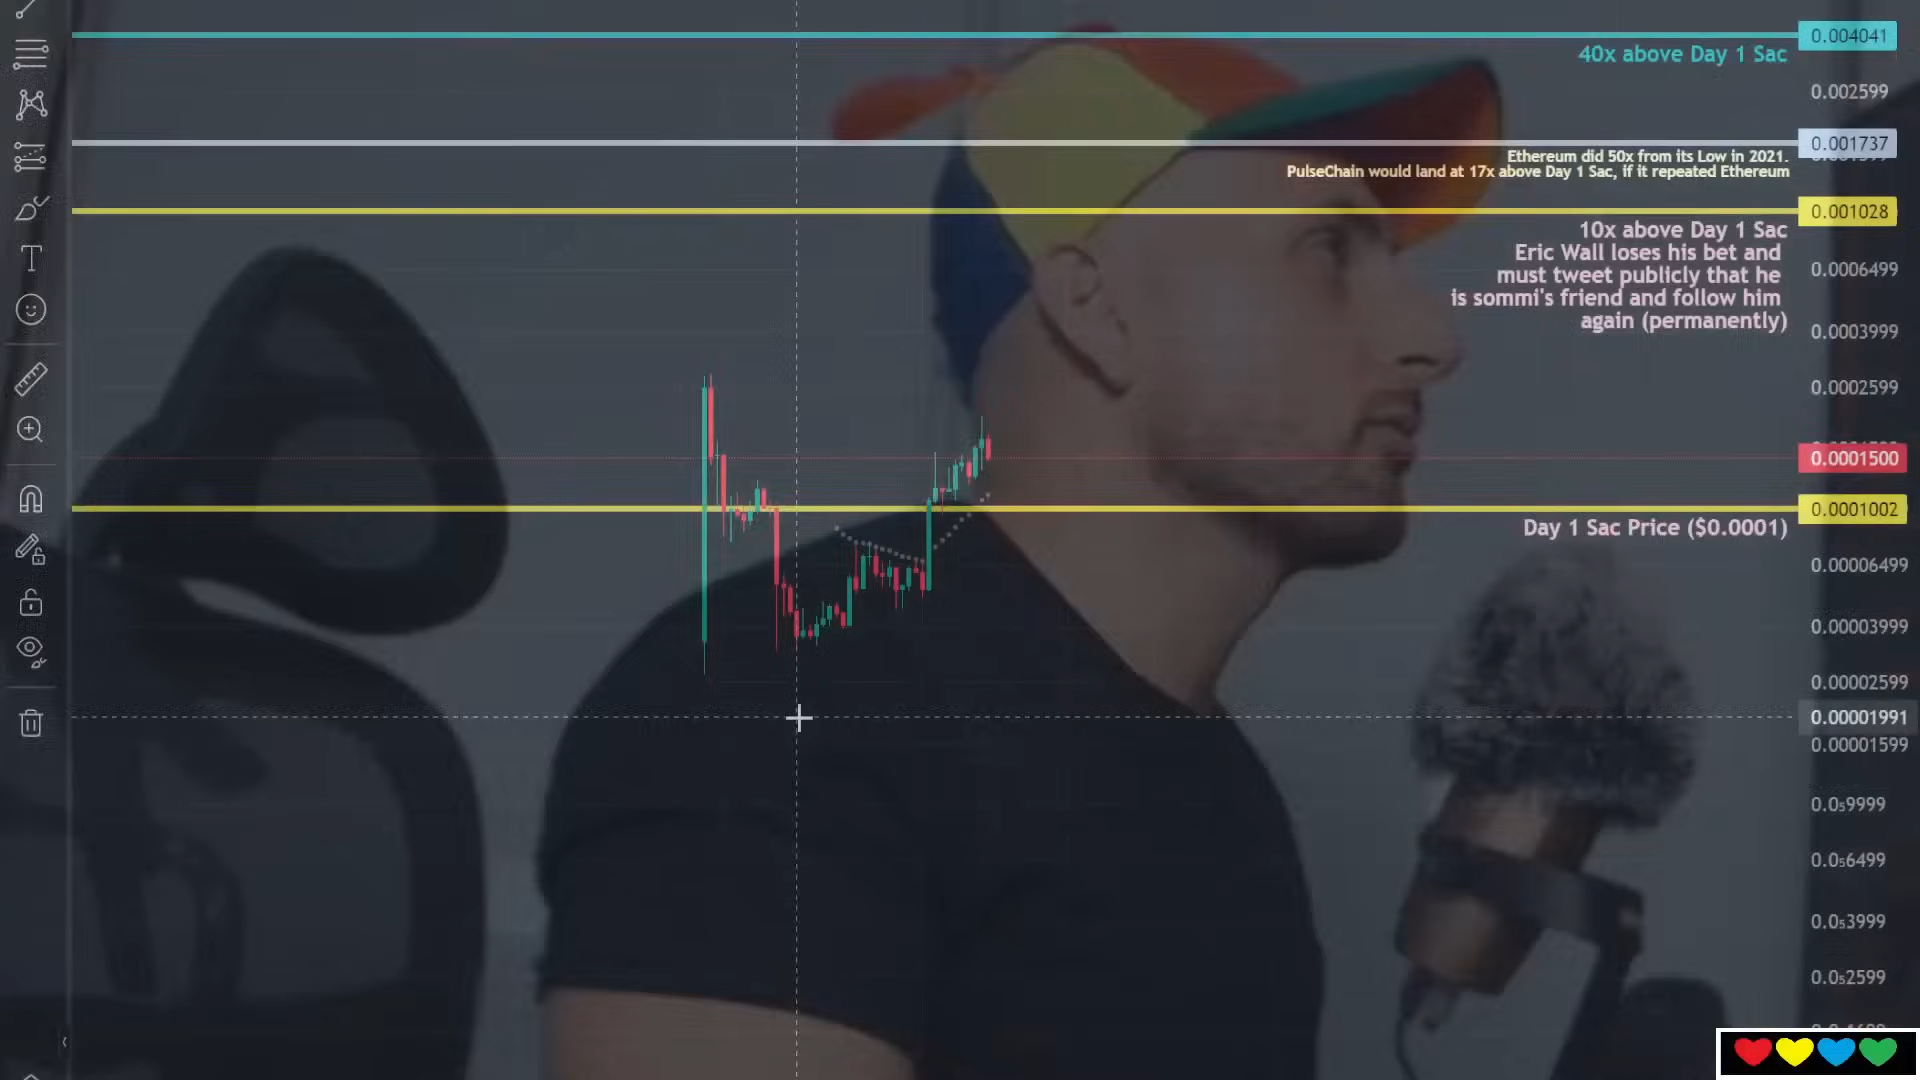 0.004041
40x above Day 1 Sac
0.002599
0.001737
Ethereum did 50x from its Low in 2021.
PulseChain would land at 17x above Day 1 Sac, if it repeated Ethereum
0.001028
10x above Day 1 Sac
Eric Wall loses his bet and
must tweet publicly that he
is sommi's friend and follow him
again (permanently)
0.0006499
0.0003999
0.0002599
0.0001500
0.0001002
Day 1 Sac Price ($0.0001)
0.00006499
0.00003999
0.00002599
0.00001991
0.00001599
0.0₅9999
0.0₅6499
0.0₅3999
0.0₅2599